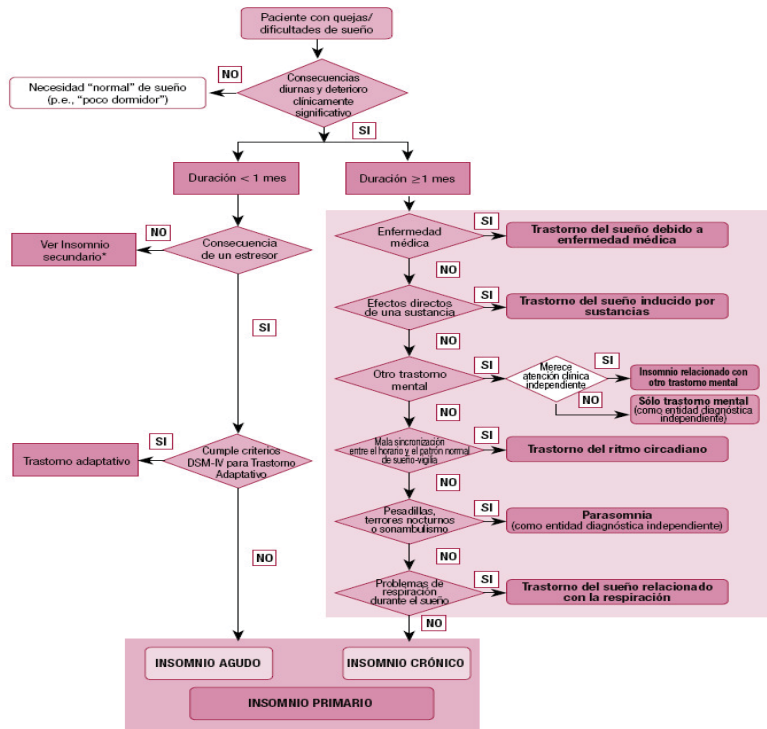 Paciente con quejas/
dificultades de sueño
NO
Necesidad “normal” de sueño
(p.e., “poco dormidor”)
Consecuencias
diurnas y deterioro
clínicamente
significativo
SI
Duración < 1 mes
Duración ≥1 mes
NO
Ver Insomnio
secundario*
Consecuencia
de un estresor
SI
Enfermedad
médica
SI
Trastorno del sueño debido a
enfermedad médica
NO
Efectos directos
de una sustancia
SI
Trastorno del sueño inducido por
sustancias
NO
Otro trastorno
mental
SI
Merece
atención clínica
independiente
SI
Insomnio relacionado con
otro trastorno mental
NO
Sólo trastorno mental
(como entidad diagnóstica
independiente)
NO
SI
Trastorno adaptativo
Cumple criterios
DSM-IV para Trastorno
Adaptativo
NO
Mala sincronización
entre el horario y el patrón normal
de sueño-vigilia
SI
Trastorno del ritmo circadiano
NO
Pesadillas,
terrores nocturnos
o sonambulismo
SI
Parasomnia
(como entidad diagnóstica independiente)
NO
Problemas de
respiración
durante el sueño
SI
Trastorno del sueño relacionado
con la respiración
NO
INSOMNIO AGUDO
INSOMNIO CRÓNICO
INSOMNIO PRIMARIO